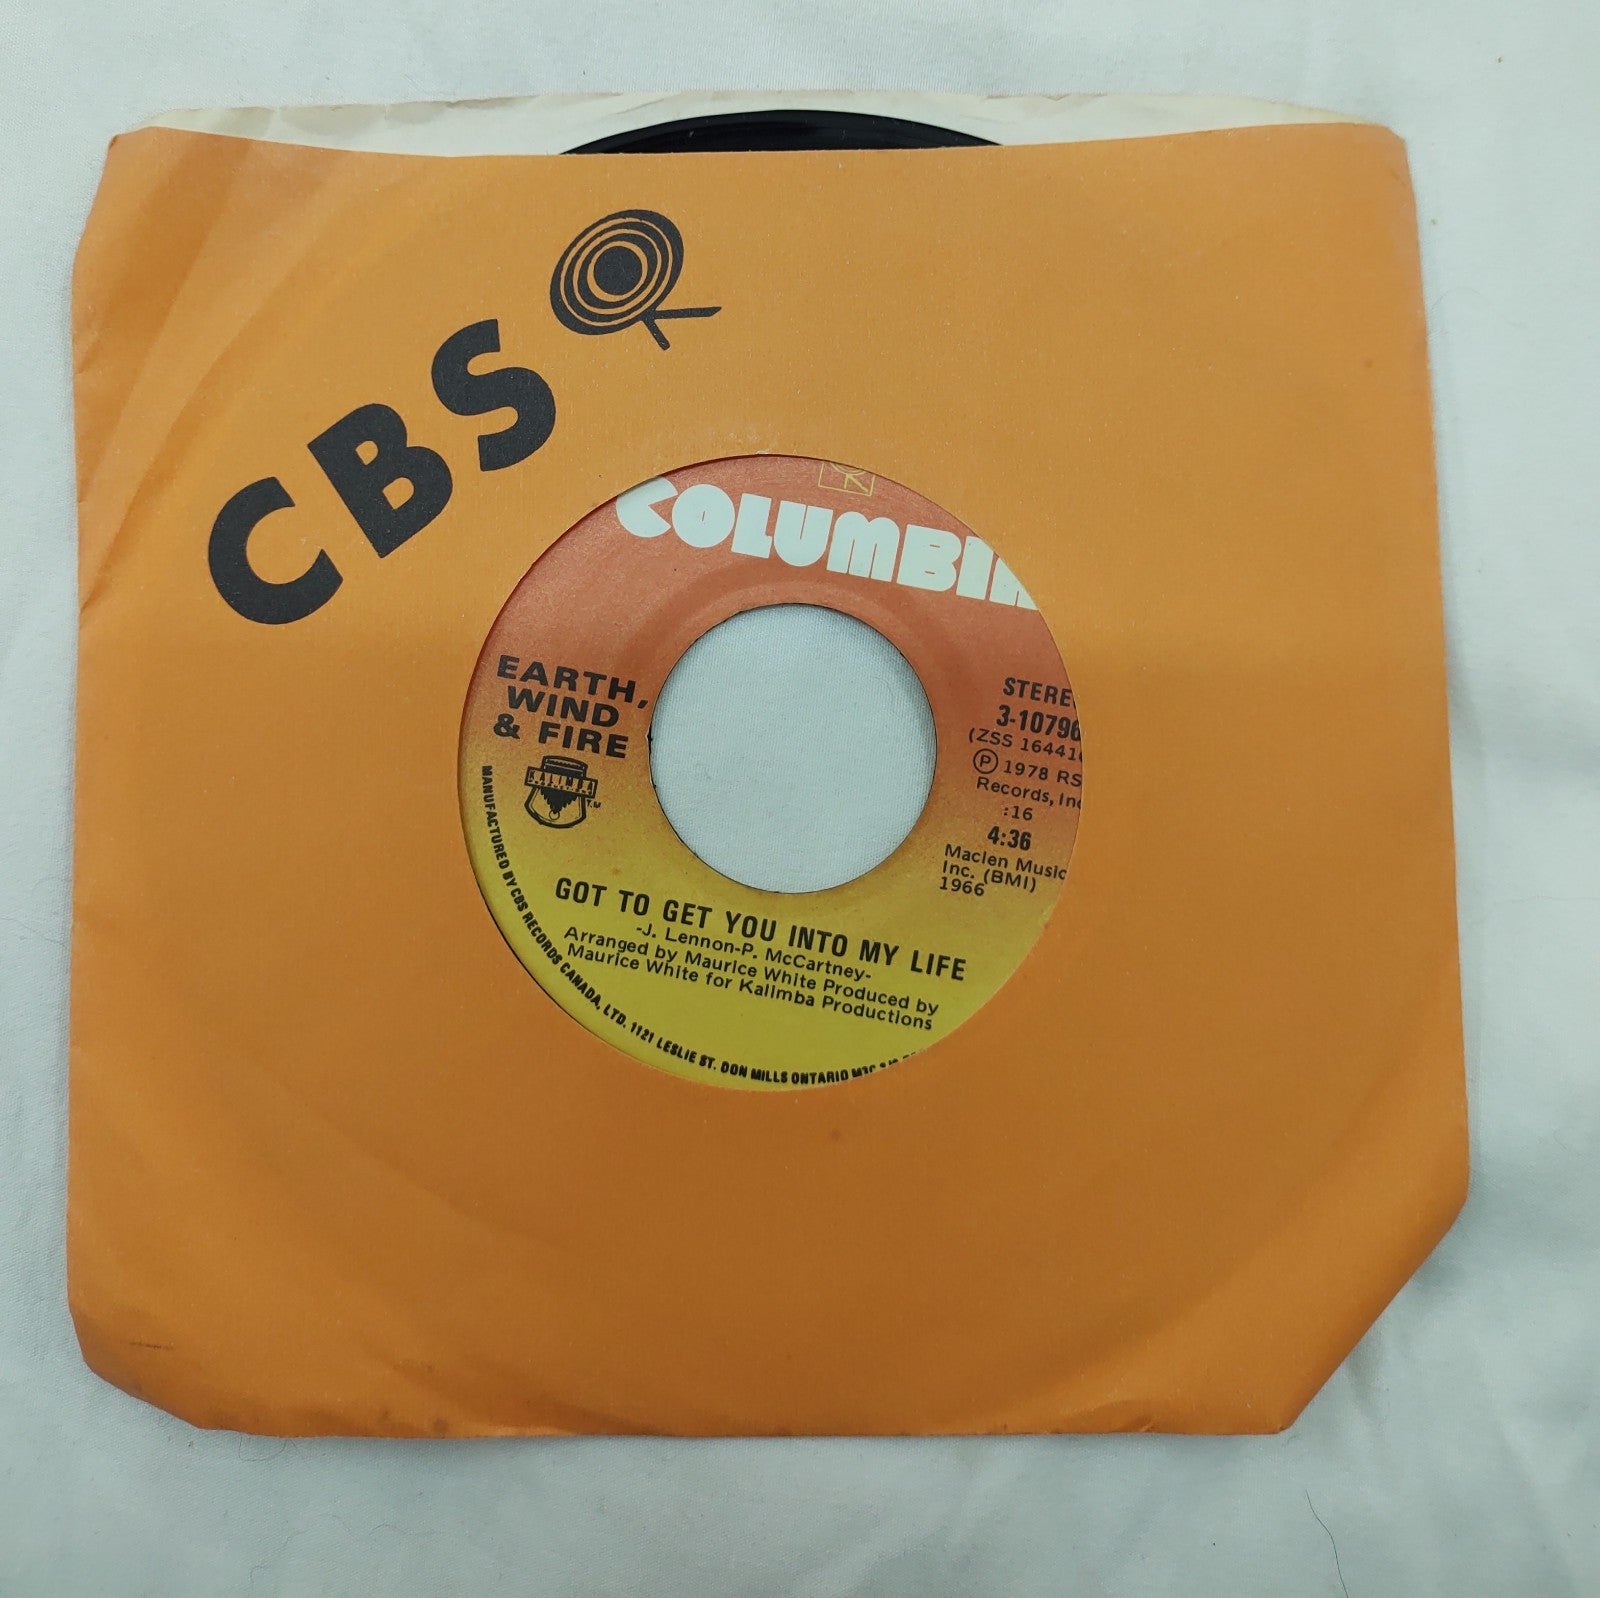 CBS
COLUMBIA
EARTH,
WIND
& FIRE
KALIMBA
T.M.
STEREO
3-10796
(ZSS 16441
Ⓟ 1978 RS
Records, Inc
:16
4:36
Maclen Music
Inc. (BMI)
1966
GOT TO GET YOU INTO MY LIFE
-J. Lennon-P. McCartney-
Arranged by Maurice White Produced by
Maurice White for Kalimba Productions
MANUFACTURED BY CBS RECORDS CANADA, LTD. 1121 LESLIE ST. DON MILLS ONTARIO